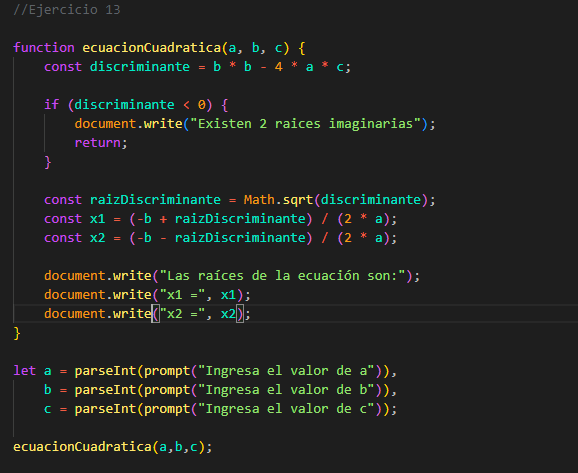 //Ejercicio 13
function ecuacionCuadratica(a, b, c) {
const discriminante = b * b - 4 * a * c;
if (discriminante < 0) {
document.write("Existen 2 raices imaginarias");
return;
}
const raizDiscriminante = Math.sqrt(discriminante);
const x1 = (-b + raizDiscriminante) / (2 * a);
const x2 = (-b - raizDiscriminante) / (2 * a);
document.write("Las raíces de la ecuación son:");
document.write("x1 =", x1);
document.write("x2 =", x2);
}
let a = parseInt(prompt("Ingresa el valor de a")),
b = parseInt(prompt("Ingresa el valor de b")),
c = parseInt(prompt("Ingresa el valor de c"));
ecuacionCuadratica(a,b,c);